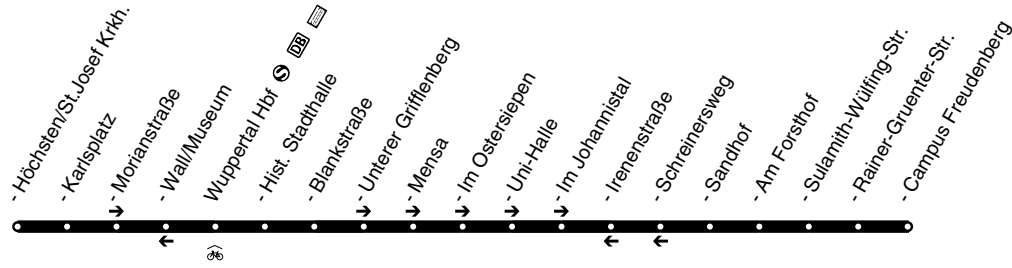 - Höchsten/St.Josef Krkh.
- Karlsplatz
- Morianstraße
- Wall/Museum
Wuppertal Hbf S DB
- Hist. Stadthalle
- Blankstraße
- Unterer Grifflenberg
- Mensa
- Im Ostersiepen
- Uni-Halle
- Im Johannistal
- Irenenstraße
- Schreinersweg
- Sandhof
- Am Forsthof
- Sulamith-Wülfing-Str.
- Rainer-Gruenter-Str.
- Campus Freudenberg